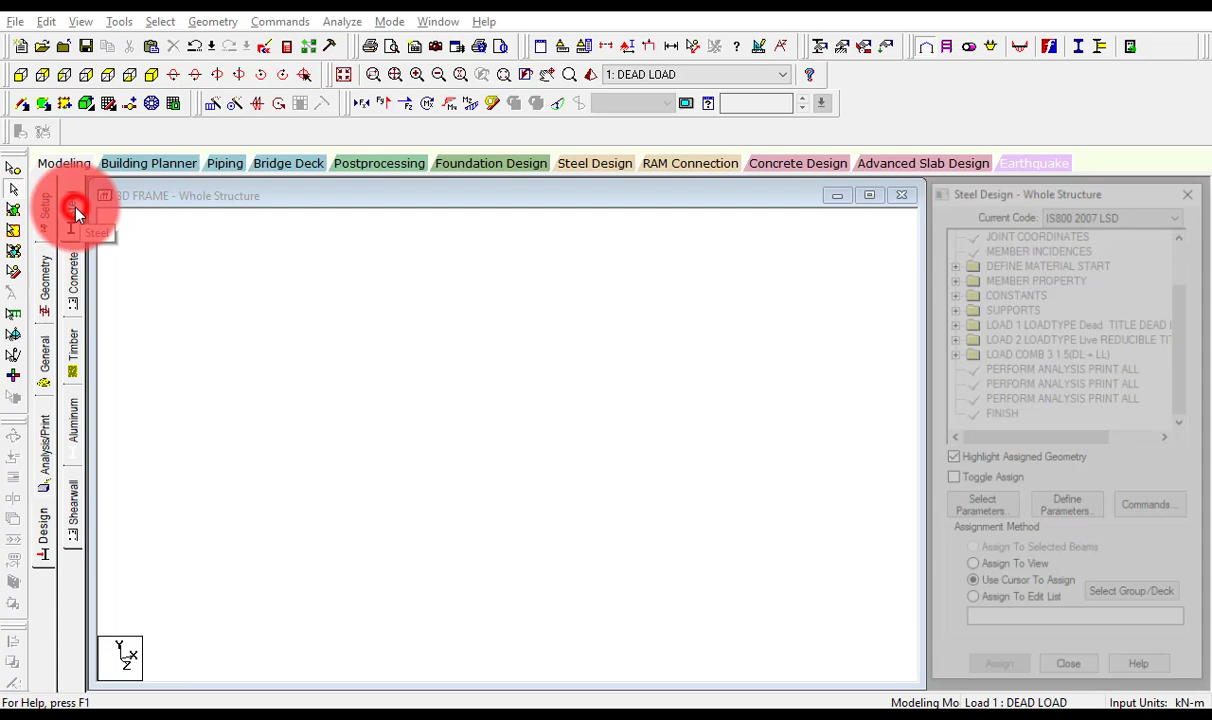 File Edit View Tools Select Geometry Commands Analyze Mode Window Help
1: DEAD LOAD
Modeling Building Planner Piping Bridge Deck Postprocessing Foundation Design Steel Design RAM Connection Concrete Design Advanced Slab Design Earthquake
Setup
Geometry
General
Analysis/Print
Design
Steel
Concrete
Timber
Aluminum
Shearwall
3D FRAME - Whole Structure
Y
X
Z
Steel Design - Whole Structure
Current Code: IS800 2007 LSD
JOINT COORDINATES
MEMBER INCIDENCES
DEFINE MATERIAL START
MEMBER PROPERTY
CONSTANTS
SUPPORTS
LOAD 1 LOADTYPE Dead TITLE DEAD
LOAD 2 LOADTYPE Live REDUCIBLE TIT
LOAD COMB 3 1.5(DL + LL)
PERFORM ANALYSIS PRINT ALL
PERFORM ANALYSIS PRINT ALL
PERFORM ANALYSIS PRINT ALL
FINISH
Highlight Assigned Geometry
Toggle Assign
Select Parameters..
Define Parameters..
Commands...
Assignment Method
Assign To Selected Beams
Assign To View
Use Cursor To Assign
Assign To Edit List
Select Group/Deck
Assign Close Help
For Help, press F1
Modeling Mo Load 1 : DEAD LOAD Input Units: kN-m